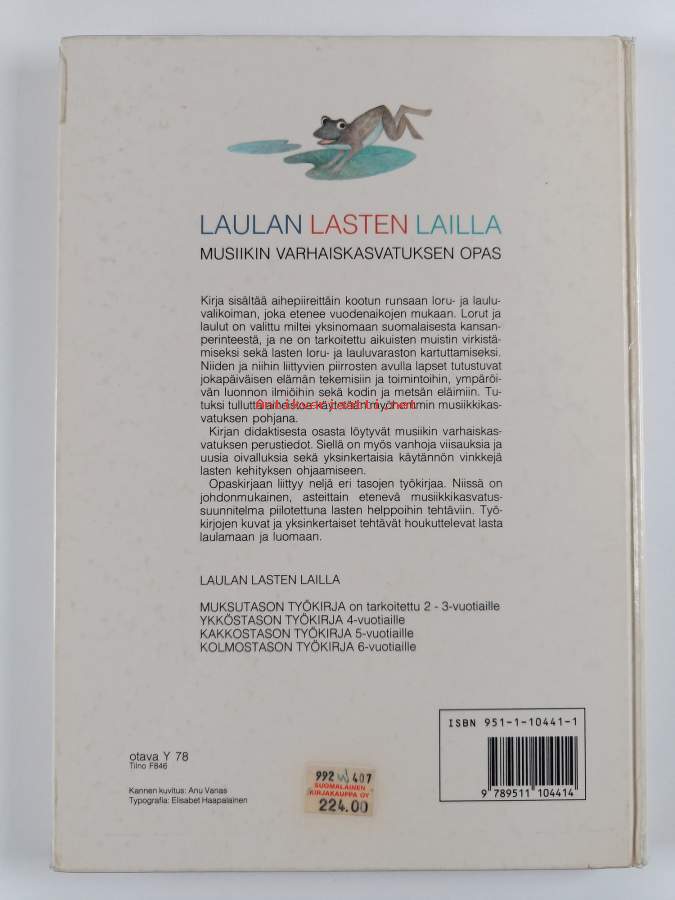 LAULAN LASTEN LAILLA
MUSIIKIN VARHAISKASVATUKSEN OPAS
Kirja sisältää aihepiireittäin kootun runsaan loru- ja laulu-
valikoiman, joka etenee vuodenaikojen mukaan. Lorut ja
laulut on valittu miltei yksinomaan suomalaisesta kansan-
perinteestä, ja ne on tarkoitettu aikuisten muistin virkistä-
miseksi sekä lasten loru- ja lauluvaraston kartuttamiseksi.
Niiden ja niihin liittyvien piirrosten avulla lapset tutustuvat
jokapäiväisen elämän tekemisiin ja toimintoihin, ympäröi-
vän luonnon ilmiöihin sekä kodin ja metsän eläimiin. Tu-
tuksi tullutta aihetta käytetään myöhemmin musiikkikas-
vatuksen pohjana.
Kirjan didaktisesta osasta löytyvät musiikin varhaiskas-
vatuksen perustiedot. Siellä on myös vanhoja viisauksia ja
uusia oivalluksia sekä yksinkertaisia käytännön vinkkejä
lasten kehityksen ohjaamiseen.
Opaskirjaan liittyy neljä eri tasojen työkirjaa. Niissä on
johdonmukainen, asteittain etenevä musiikkikasvatus-
suunnitelma piilotettuna lasten helppoihin tehtäviin. Työ-
kirjojen kuvat ja yksinkertaiset tehtävät houkuttelevat lasta
laulamaan ja luomaan.
LAULAN LASTEN LAILLA
MUKSUTASON TYÖKIRJA on tarkoitettu 2 - 3-vuotiaille
YKKÖSTASON TYÖKIRJA 4-vuotiaille
KAKKOSTASON TYÖKIRJA 5-vuotiaille
KOLMOSTASON TYÖKIRJA 6-vuotiaille
otava Y 78
Tilno F846
Kannen kuvitus: Anu Vanas
Typografia: Elisabet Haapalainen
992 W 407
SUOMALAINEN
KIRJAKAUPPA OY
224.00
ISBN 951-1-10441-1
9 789511 104414